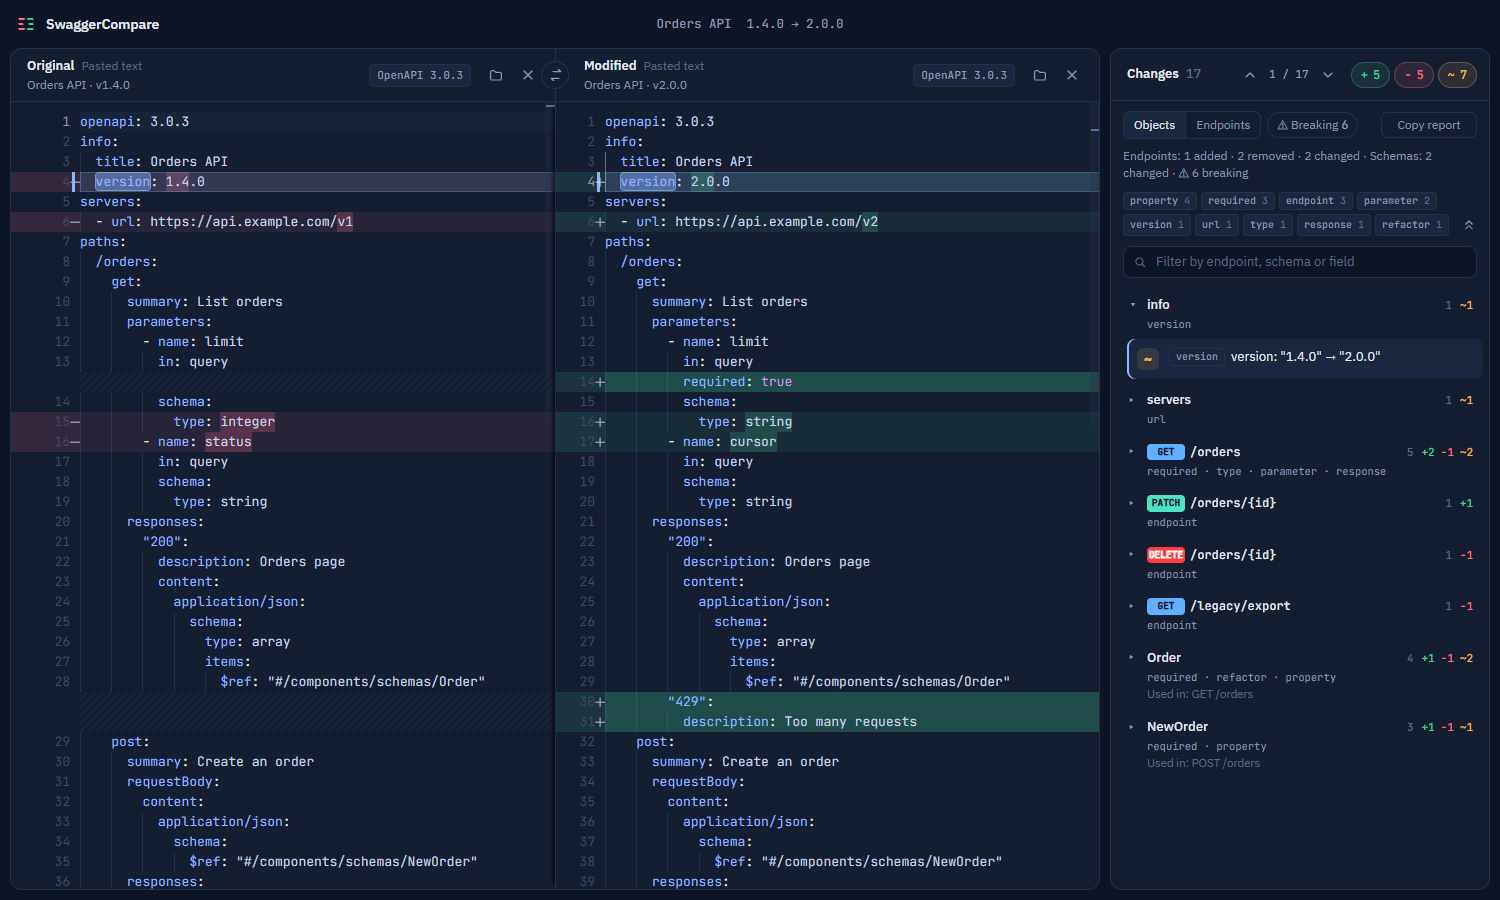 SwaggerCompare
Orders API 1.4.0 → 2.0.0
Original Pasted text
Orders API · v1.4.0
OpenAPI 3.0.3
Modified Pasted text
Orders API · v2.0.0
OpenAPI 3.0.3
1 openapi: 3.0.3
2 info:
3 title: Orders API
4 version: 1.4.0
5 servers:
6 — - url: https://api.example.com/v1
7 paths:
8 /orders:
9 get:
10 summary: List orders
11 parameters:
12 - name: limit
13 in: query
14 schema:
15 — type: integer
16 — - name: status
17 in: query
18 schema:
19 type: string
20 responses:
21 "200":
22 description: Orders page
23 content:
24 application/json:
25 schema:
26 type: array
27 items:
28 $ref: "#/components/schemas/Order"
29 post:
30 summary: Create an order
31 requestBody:
32 content:
33 application/json:
34 schema:
35 $ref: "#/components/schemas/NewOrder"
36 responses:
1 openapi: 3.0.3
2 info:
3 title: Orders API
4 + version: 2.0.0
5 servers:
6 + - url: https://api.example.com/v2
7 paths:
8 /orders:
9 get:
10 summary: List orders
11 parameters:
12 - name: limit
13 in: query
14 + required: true
15 schema:
16 + type: string
17 + - name: cursor
18 in: query
19 schema:
20 type: string
21 responses:
22 "200":
23 description: Orders page
24 content:
25 application/json:
26 schema:
27 type: array
28 items:
29 $ref: "#/components/schemas/Order"
30 + "429":
31 + description: Too many requests
32 post:
33 summary: Create an order
34 requestBody:
35 content:
36 application/json:
37 schema:
38 $ref: "#/components/schemas/NewOrder"
39 responses:
Changes 17
1 / 17
+ 5 - 5 ~ 7
Objects Endpoints ⚠ Breaking 6 Copy report
Endpoints: 1 added · 2 removed · 2 changed · Schemas: 2
changed · ⚠ 6 breaking
property 4 required 3 endpoint 3 parameter 2
version 1 url 1 type 1 response 1 refactor 1
Filter by endpoint, schema or field
info 1 ~1
version
~ version version: "1.4.0" → "2.0.0"
servers 1 ~1
url
GET /orders 5 +2 -1 ~2
required · type · parameter · response
PATCH /orders/{id} 1 +1
endpoint
DELETE /orders/{id} 1 -1
endpoint
GET /legacy/export 1 -1
endpoint
Order 4 +1 -1 ~2
required · refactor · property
Used in: GET /orders
NewOrder 3 +1 -1 ~1
required · property
Used in: POST /orders